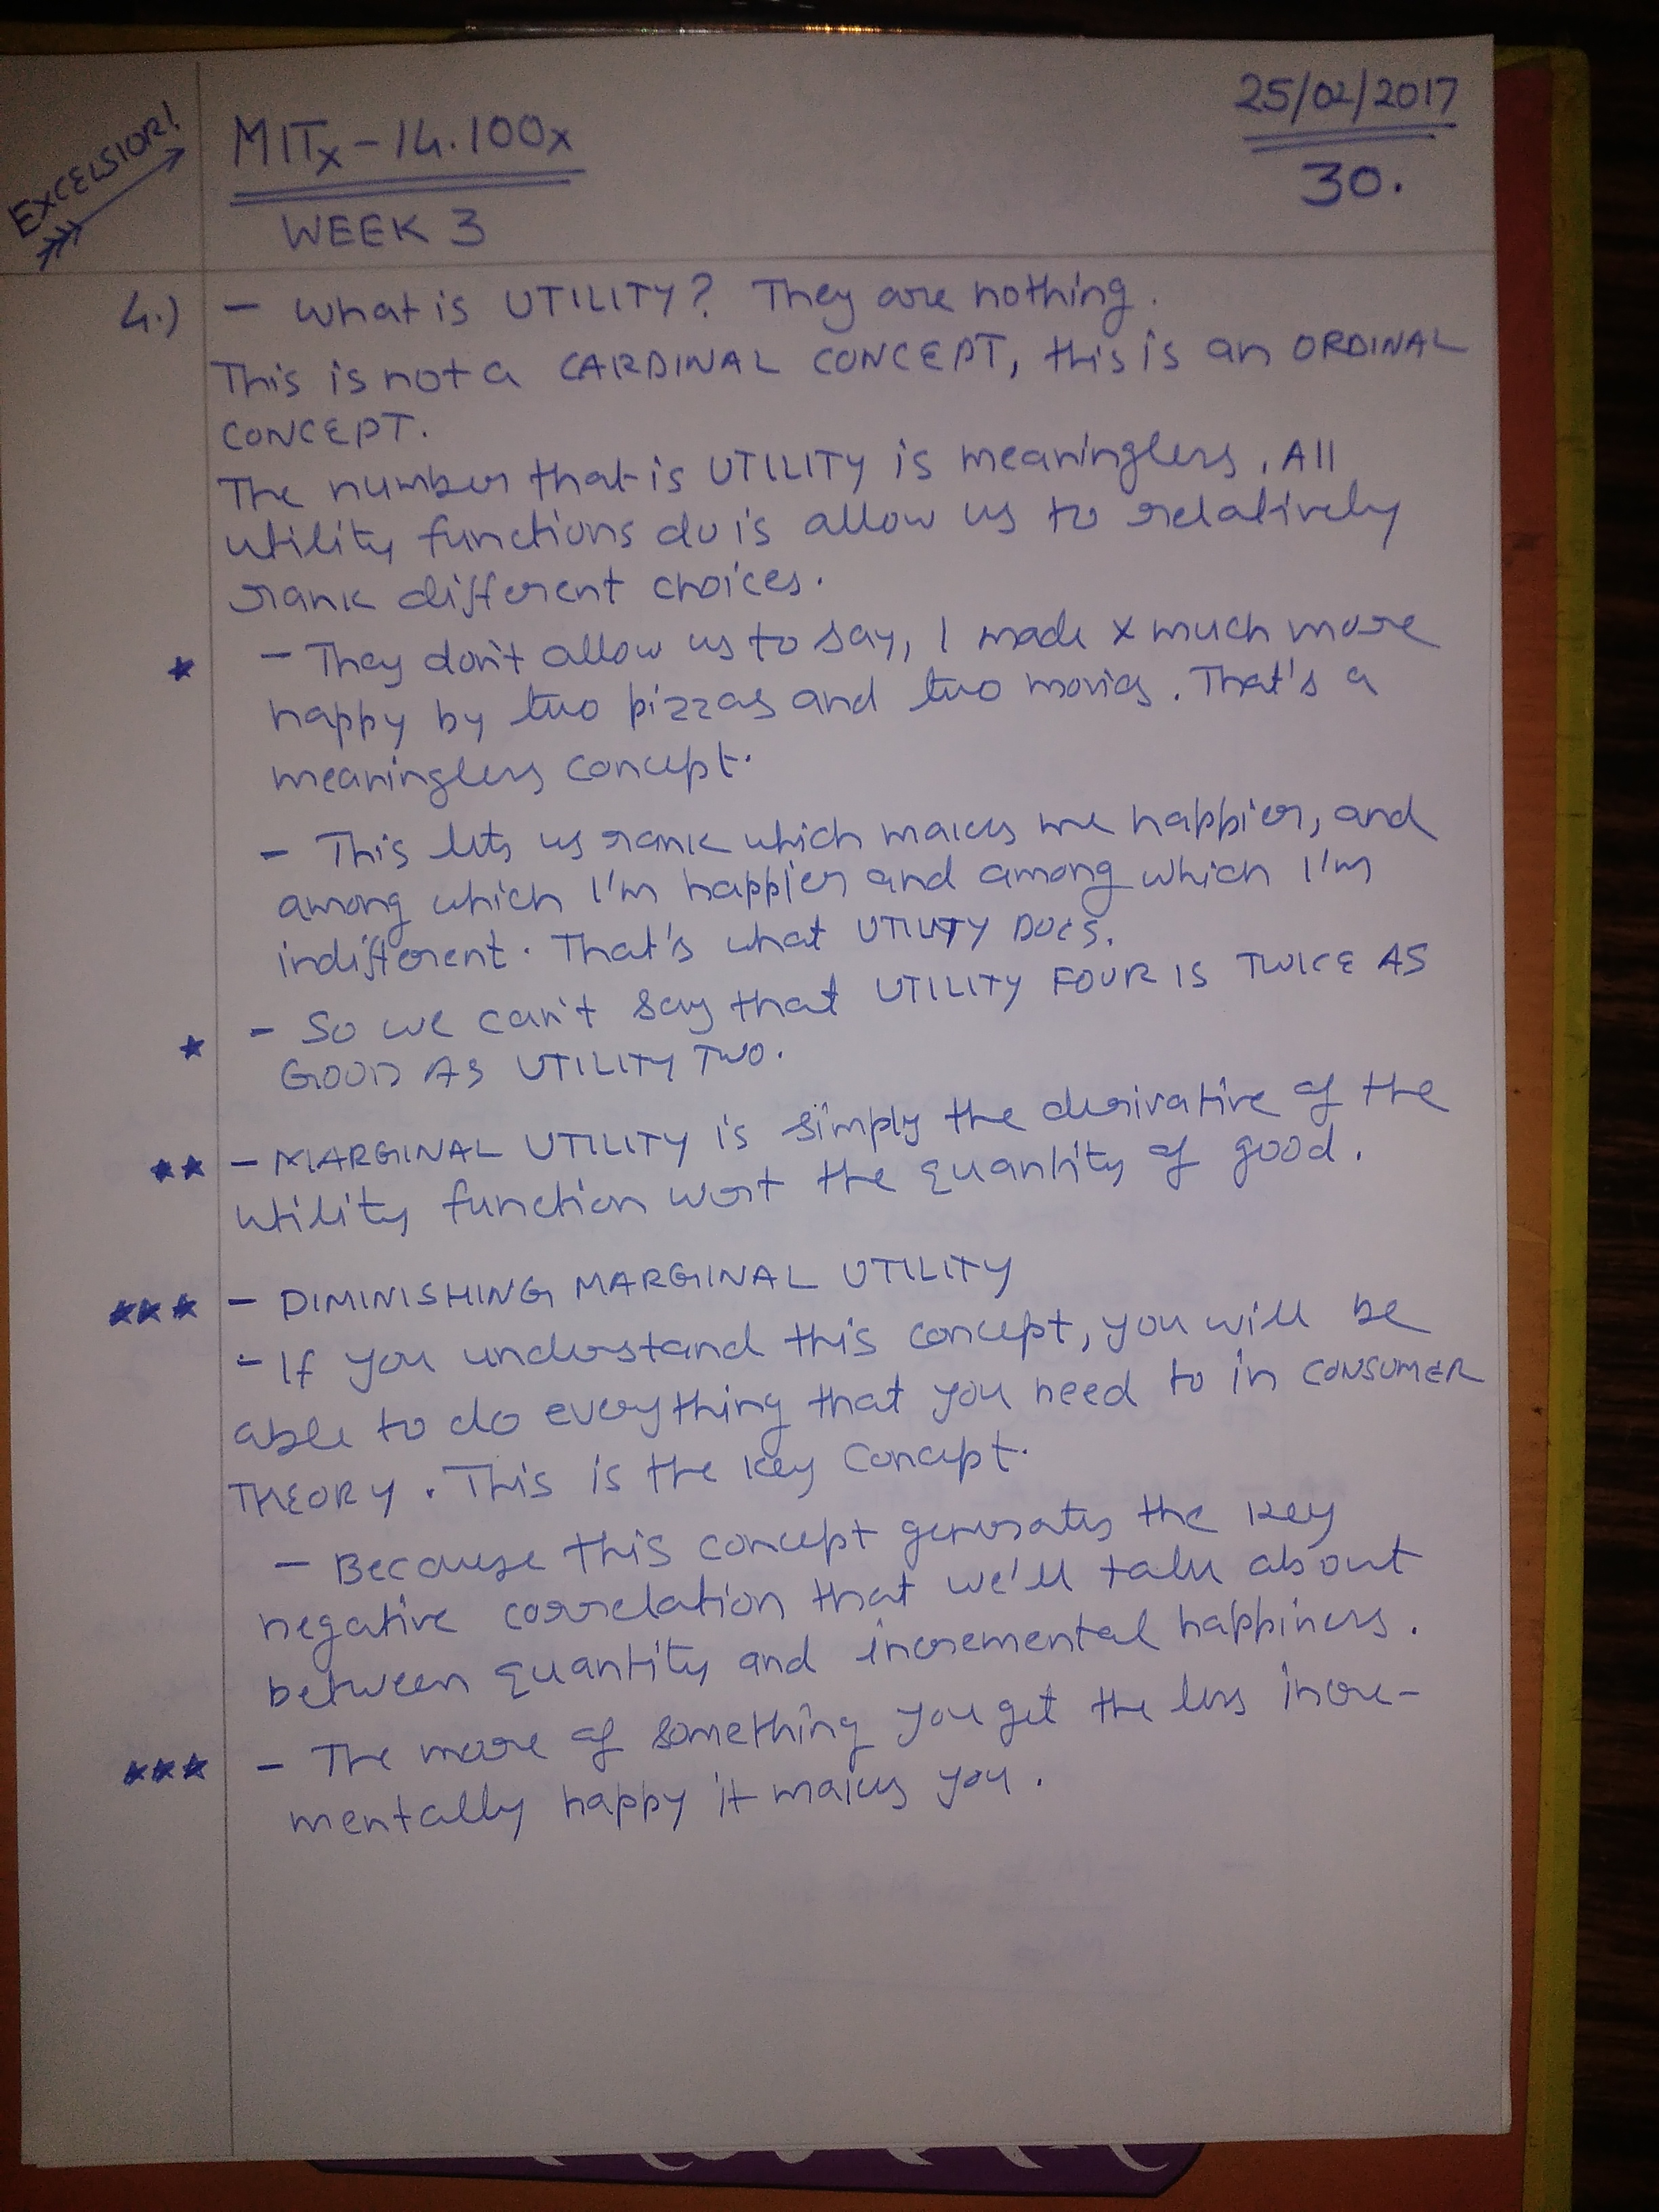 EXCELSIOR!
MITx - 14.100x
WEEK 3
25/02/2017
30.
4.) - What is UTILITY? They are nothing.
This is not a CARDINAL CONCEPT, this is an ORDINAL
CONCEPT.
The number that is UTILITY is meaningless. All
utility functions do is allow us to relatively
rank different choices.
- They don't allow us to say, I made x much more
happy by two pizzas and two movies. That's a
meaningless concept.
- This lets us rank which makes me happier, and
among which I'm happier and among which I'm
indifferent. That's what UTILITY DOES.
- So we can't say that UTILITY FOUR IS TWICE AS
GOOD AS UTILITY TWO.
- MARGINAL UTILITY is simply the derivative of the
utility function wrt the quantity of good.
- DIMINISHING MARGINAL UTILITY
- If you understand this concept, you will be
able to do everything that you need to in CONSUMER
THEORY. This is the key concept.
- Because this concept generates the key
negative correlation that we'll talk about
between quantity and incremental happiness.
- The more of something you get the less incre-
mentally happy it makes you.